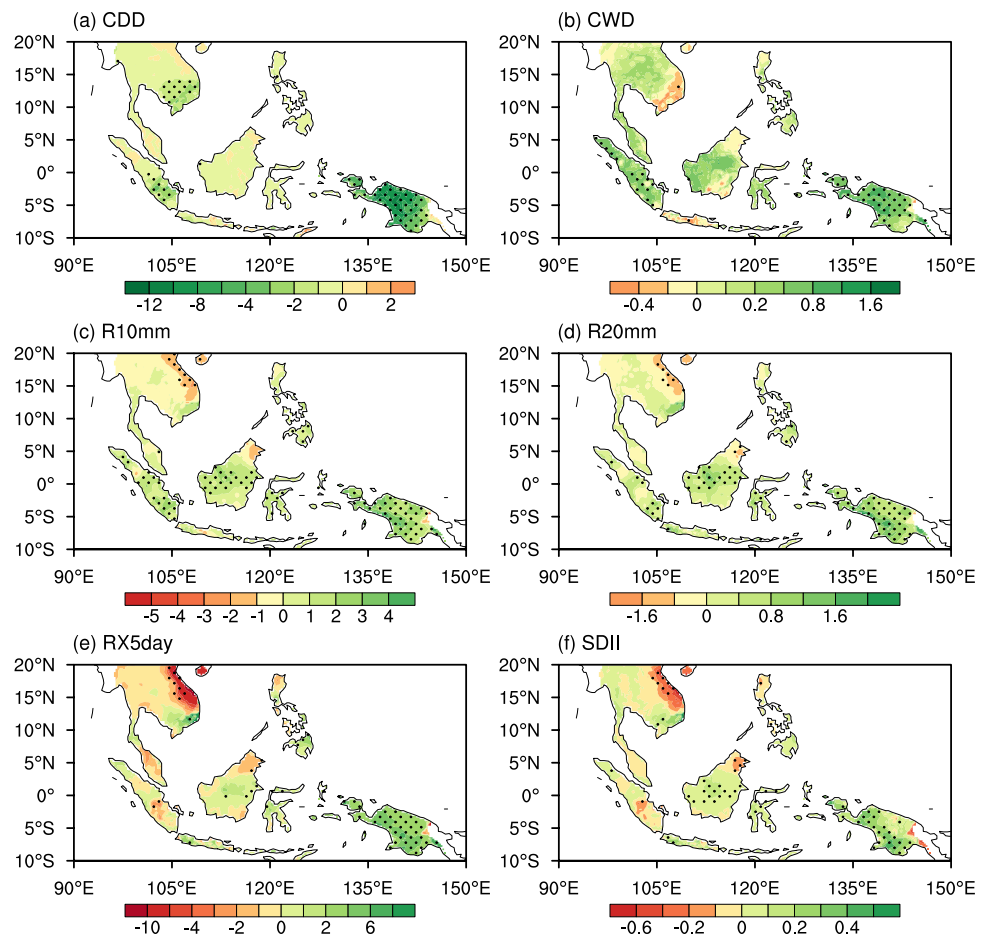 (a) CDD
20°N
15°N
10°N
5°N
0°
5°S
10°S
90°E 105°E 120°E 135°E 150°E
-12 -8 -4 -2 0 2
(b) CWD
20°N
15°N
10°N
5°N
0°
5°S
10°S
90°E 105°E 120°E 135°E 150°E
-0.4 0 0.2 0.8 1.6
(c) R10mm
20°N
15°N
10°N
5°N
0°
5°S
10°S
90°E 105°E 120°E 135°E 150°E
-5 -4 -3 -2 -1 0 1 2 3 4
(d) R20mm
20°N
15°N
10°N
5°N
0°
5°S
10°S
90°E 105°E 120°E 135°E 150°E
-1.6 0 0.8 1.6
(e) RX5day
20°N
15°N
10°N
5°N
0°
5°S
10°S
90°E 105°E 120°E 135°E 150°E
-10 -4 -2 0 2 6
(f) SDII
20°N
15°N
10°N
5°N
0°
5°S
10°S
90°E 105°E 120°E 135°E 150°E
-0.6 -0.2 0 0.2 0.4